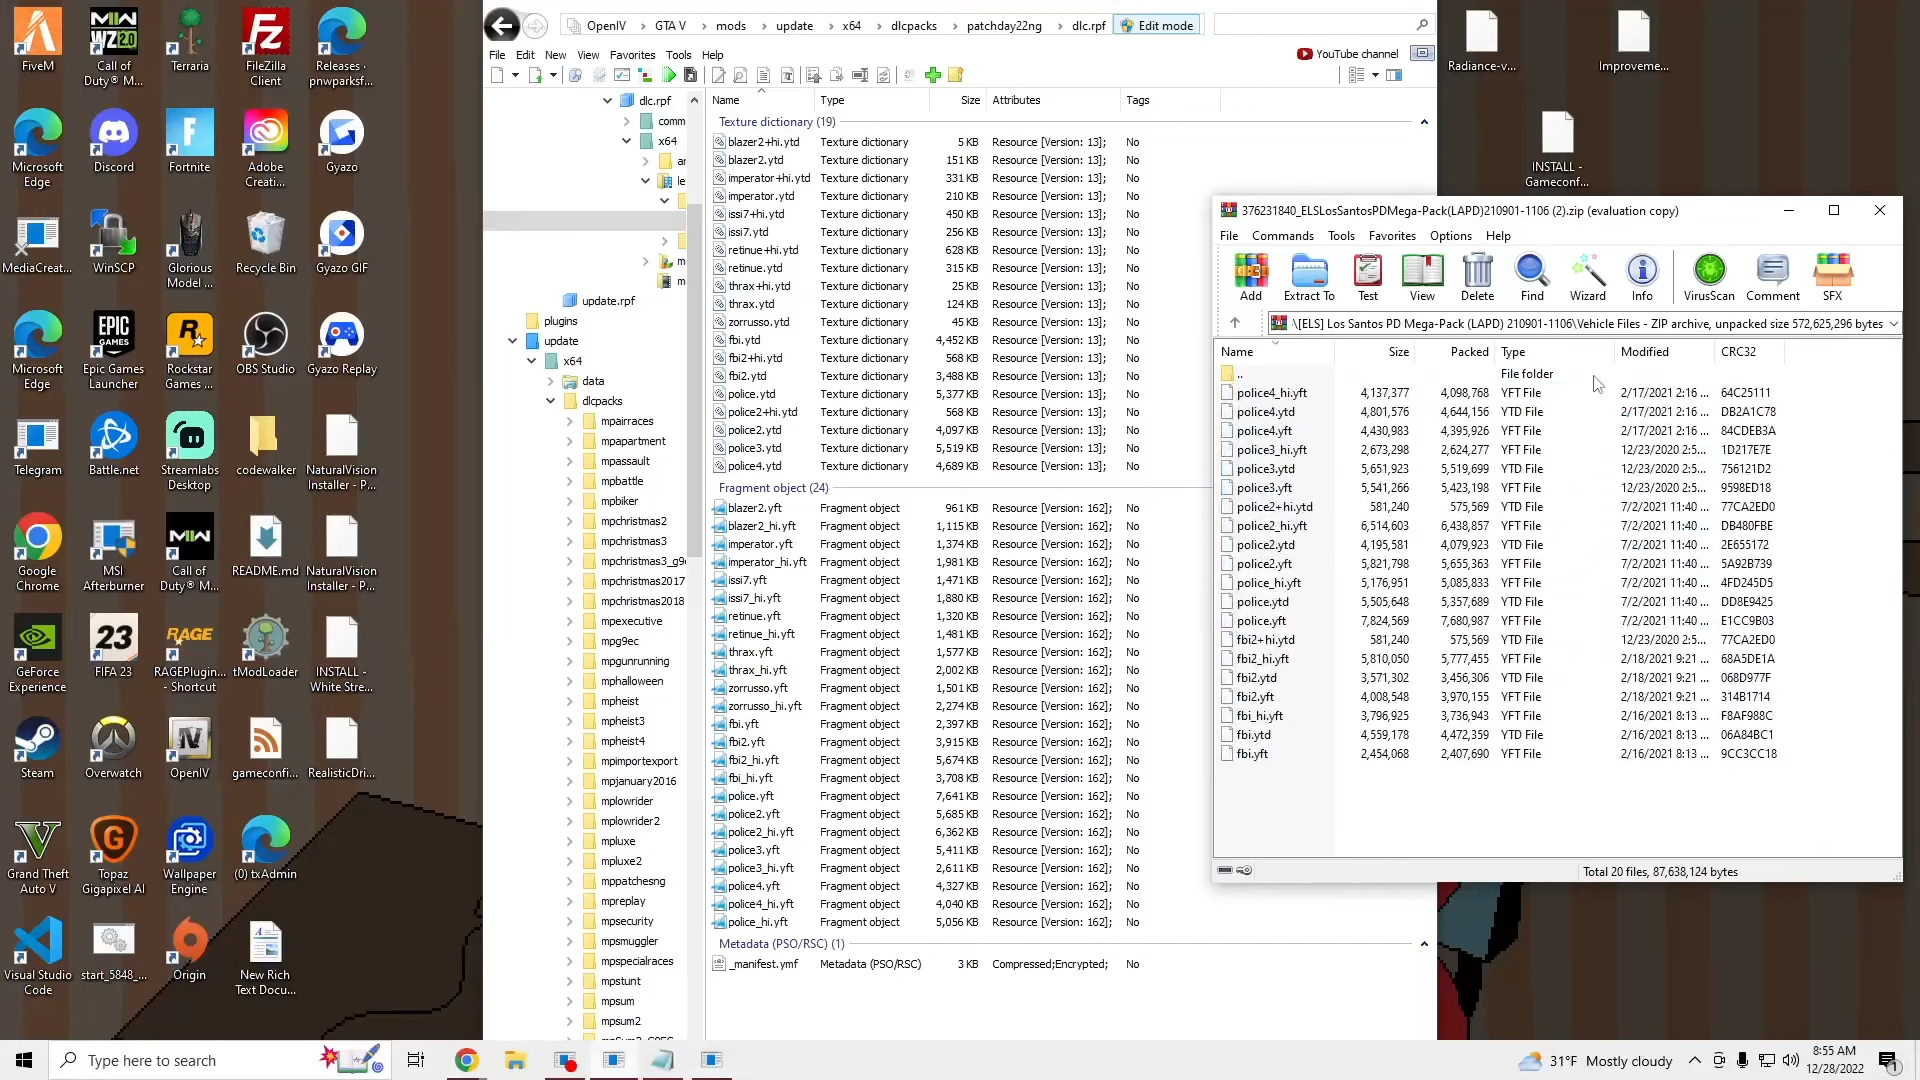 FiveM
Call of
Duty® M...
Terraria
FileZilla
Client
Releases ·
pnwparksf...
Microsoft
Edge
Discord
Fortnite
Adobe
Creati...
Gyazo
MediaCreat...
WinSCP
Glorious
Model ...
Recycle Bin
Gyazo GIF
Microsoft
Edge
Epic Games
Launcher
Rockstar
Games ...
OBS Studio
Gyazo Replay
Telegram
Battle.net
Streamlabs
Desktop
codewalker
NaturalVision
Installer - P...
Google
Chrome
MSI
Afterburner
Call of
Duty® M...
README.md
NaturalVision
Installer - P...
GeForce
Experience
FIFA 23
RAGEPlugin...
- Shortcut
tModLoader
INSTALL -
White Stre...
Steam
Overwatch
OpenIV
gameconfi...
RealisticDri...
Grand Theft
Auto V
Topaz
Gigapixel AI
Wallpaper
Engine
(0) txAdmin
Visual Studio
Code
start_5848_...
Origin
New Rich
Text Docu...
OpenIV > GTA V > mods > update > x64 > dlcpacks > patchday22ng > dlc.rpf
Edit mode
File Edit New View Favorites Tools Help
YouTube channel
dlc.rpf
comm
x64
ar
le
m
m
update.rpf
plugins
update
x64
data
dlcpacks
mpairraces
mpapartment
mpassault
mpbattle
mpbiker
mpchristmas2
mpchristmas3
mpchristmas3_g9
mpchristmas2017
mpchristmas2018
mpexecutive
mpg9ec
mpgunrunning
mphalloween
mpheist
mpheist3
mpheist4
mpimportexport
mpjanuary2016
mplowrider
mplowrider2
mpluxe
mpluxe2
mppatchesng
mpreplay
mpsecurity
mpsmuggler
mpspecialraces
mpstunt
mpsum
mpsum2
Name Type Size Attributes Tags
Texture dictionary (19)
blazer2+hi.ytd Texture dictionary 5 KB Resource [Version: 13]; No
blazer2.ytd Texture dictionary 151 KB Resource [Version: 13]; No
imperator+hi.ytd Texture dictionary 331 KB Resource [Version: 13]; No
imperator.ytd Texture dictionary 210 KB Resource [Version: 13]; No
issi7+hi.ytd Texture dictionary 450 KB Resource [Version: 13]; No
issi7.ytd Texture dictionary 256 KB Resource [Version: 13]; No
retinue+hi.ytd Texture dictionary 628 KB Resource [Version: 13]; No
retinue.ytd Texture dictionary 315 KB Resource [Version: 13]; No
thrax+hi.ytd Texture dictionary 25 KB Resource [Version: 13]; No
thrax.ytd Texture dictionary 124 KB Resource [Version: 13]; No
zorrusso.ytd Texture dictionary 45 KB Resource [Version: 13]; No
fbi.ytd Texture dictionary 4,452 KB Resource [Version: 13]; No
fbi2+hi.ytd Texture dictionary 568 KB Resource [Version: 13]; No
fbi2.ytd Texture dictionary 3,488 KB Resource [Version: 13]; No
police.ytd Texture dictionary 5,377 KB Resource [Version: 13]; No
police2+hi.ytd Texture dictionary 568 KB Resource [Version: 13]; No
police2.ytd Texture dictionary 4,097 KB Resource [Version: 13]; No
police3.ytd Texture dictionary 5,519 KB Resource [Version: 13]; No
police4.ytd Texture dictionary 4,689 KB Resource [Version: 13]; No
Fragment object (24)
blazer2.yft Fragment object 961 KB Resource [Version: 162]; No
blazer2_hi.yft Fragment object 1,115 KB Resource [Version: 162]; No
imperator.yft Fragment object 1,374 KB Resource [Version: 162]; No
imperator_hi.yft Fragment object 1,981 KB Resource [Version: 162]; No
issi7.yft Fragment object 1,471 KB Resource [Version: 162]; No
issi7_hi.yft Fragment object 1,880 KB Resource [Version: 162]; No
retinue.yft Fragment object 1,320 KB Resource [Version: 162]; No
retinue_hi.yft Fragment object 1,481 KB Resource [Version: 162]; No
thrax.yft Fragment object 1,577 KB Resource [Version: 162]; No
thrax_hi.yft Fragment object 2,002 KB Resource [Version: 162]; No
zorrusso.yft Fragment object 1,501 KB Resource [Version: 162]; No
zorrusso_hi.yft Fragment object 2,274 KB Resource [Version: 162]; No
fbi.yft Fragment object 2,397 KB Resource [Version: 162]; No
fbi2.yft Fragment object 3,915 KB Resource [Version: 162]; No
fbi2_hi.yft Fragment object 5,674 KB Resource [Version: 162]; No
fbi_hi.yft Fragment object 3,708 KB Resource [Version: 162]; No
police.yft Fragment object 7,641 KB Resource [Version: 162]; No
police2.yft Fragment object 5,685 KB Resource [Version: 162]; No
police2_hi.yft Fragment object 6,362 KB Resource [Version: 162]; No
police3.yft Fragment object 5,411 KB Resource [Version: 162]; No
police3_hi.yft Fragment object 2,611 KB Resource [Version: 162]; No
police4.yft Fragment object 4,327 KB Resource [Version: 162]; No
police4_hi.yft Fragment object 4,040 KB Resource [Version: 162]; No
police_hi.yft Fragment object 5,056 KB Resource [Version: 162]; No
Metadata (PSO/RSC) (1)
_manifest.ymf Metadata (PSO/RSC) 3 KB Compressed;Encrypted; No
Radiance-v...
Improveme...
INSTALL -
Gameconf...
376231840_ELSLosSantosPDMega-Pack(LAPD)210901-1106 (2).zip (evaluation copy)
File Commands Tools Favorites Options Help
Add Extract To Test View Delete Find Wizard Info VirusScan Comment SFX
\[ELS] Los Santos PD Mega-Pack (LAPD) 210901-1106\Vehicle Files - ZIP archive, unpacked size 572,625,296 bytes
Name Size Packed Type Modified CRC32
.. File folder
police4_hi.yft 4,137,377 4,098,768 YFT File 2/17/2021 2:16 ... 64C25111
police4.ytd 4,801,576 4,644,156 YTD File 2/17/2021 2:16 ... DB2A1C78
police4.yft 4,430,983 4,395,926 YFT File 2/17/2021 2:16 ... 84CDEB3A
police3_hi.yft 2,673,298 2,624,277 YFT File 12/23/2020 2:5... 1D217E7E
police3.ytd 5,651,923 5,519,699 YTD File 12/23/2020 2:5... 756121D2
police3.yft 5,541,266 5,423,198 YFT File 12/23/2020 2:5... 9598ED18
police2+hi.ytd 581,240 575,569 YTD File 7/2/2021 11:40 ... 77CA2ED0
police2_hi.yft 6,514,603 6,438,857 YFT File 7/2/2021 11:40 ... DB480FBE
police2.ytd 4,195,581 4,079,923 YTD File 7/2/2021 11:40 ... 2E655172
police2.yft 5,821,798 5,655,363 YFT File 7/2/2021 11:40 ... 5A92B739
police_hi.yft 5,176,951 5,085,833 YFT File 7/2/2021 11:40 ... 4FD245D5
police.ytd 5,505,648 5,357,689 YTD File 7/2/2021 11:40 ... DD8E9425
police.yft 7,824,569 7,680,987 YFT File 7/2/2021 11:40 ... E1CC9B03
fbi2+hi.ytd 581,240 575,569 YTD File 12/23/2020 2:5... 77CA2ED0
fbi2_hi.yft 5,810,050 5,777,455 YFT File 2/18/2021 9:21 ... 68A5DE1A
fbi2.ytd 3,571,302 3,456,306 YTD File 2/18/2021 9:21 ... 068D977F
fbi2.yft 4,008,548 3,970,155 YFT File 2/18/2021 9:21 ... 314B1714
fbi_hi.yft 3,796,925 3,736,943 YFT File 2/16/2021 8:13 ... F8AF988C
fbi.ytd 4,559,178 4,472,359 YTD File 2/16/2021 8:13 ... 06A84BC1
fbi.yft 2,454,068 2,407,690 YFT File 2/16/2021 8:13 ... 9CC3CC18
Total 20 files, 87,638,124 bytes
Type here to search
31°F Mostly cloudy
8:55 AM
12/28/2022